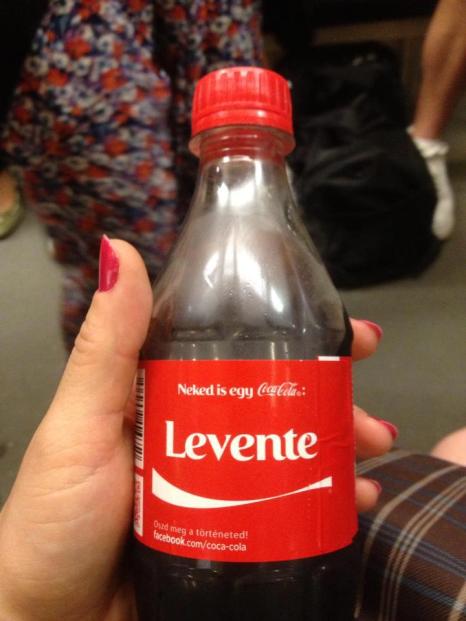 Neked is egy Coca-Cola®:
Levente
Oszd meg a történeted!
facebook.com/coca-cola